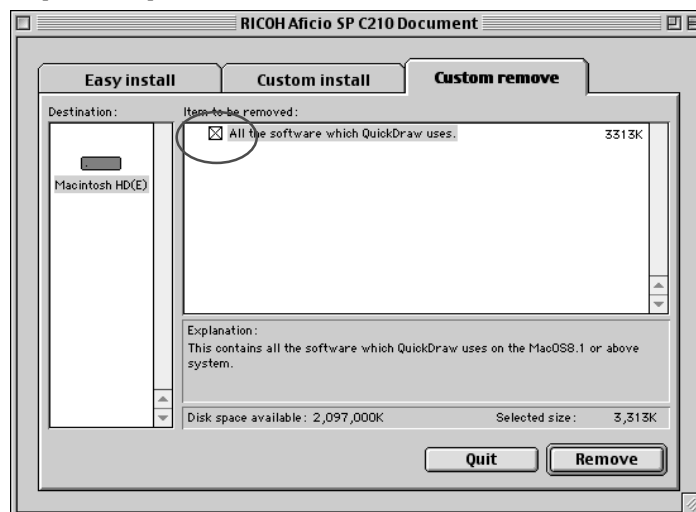 RICOH Aficio SP C210 Document
Easy install
Custom install
Custom remove
Destination:
Item to be removed:
All the software which QuickDraw uses.
3313K
Macintosh HD(E)
Explanation:
This contains all the software which QuickDraw uses on the MacOS8.1 or above
system.
Disk space available: 2,097,000K
Selected size: 3,313K
Quit
Remove